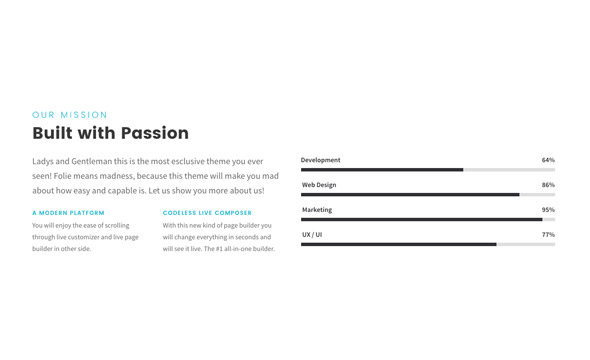 OUR MISSION
Built with Passion
Ladys and Gentleman this is the most esclusive theme you ever
seen! Folie means madness, because this theme will make you mad
about how easy and capable is. Let us show you more about us!
A MODERN PLATFORM
You will enjoy the ease of scrolling
through live customizer and live page
builder in other side.
CODELESS LIVE COMPOSER
With this new kind of page builder you
will change everything in seconds and
will see it live. The #1 all-in-one builder.
Development 64%
Web Design 86%
Marketing 95%
UX / UI 77%